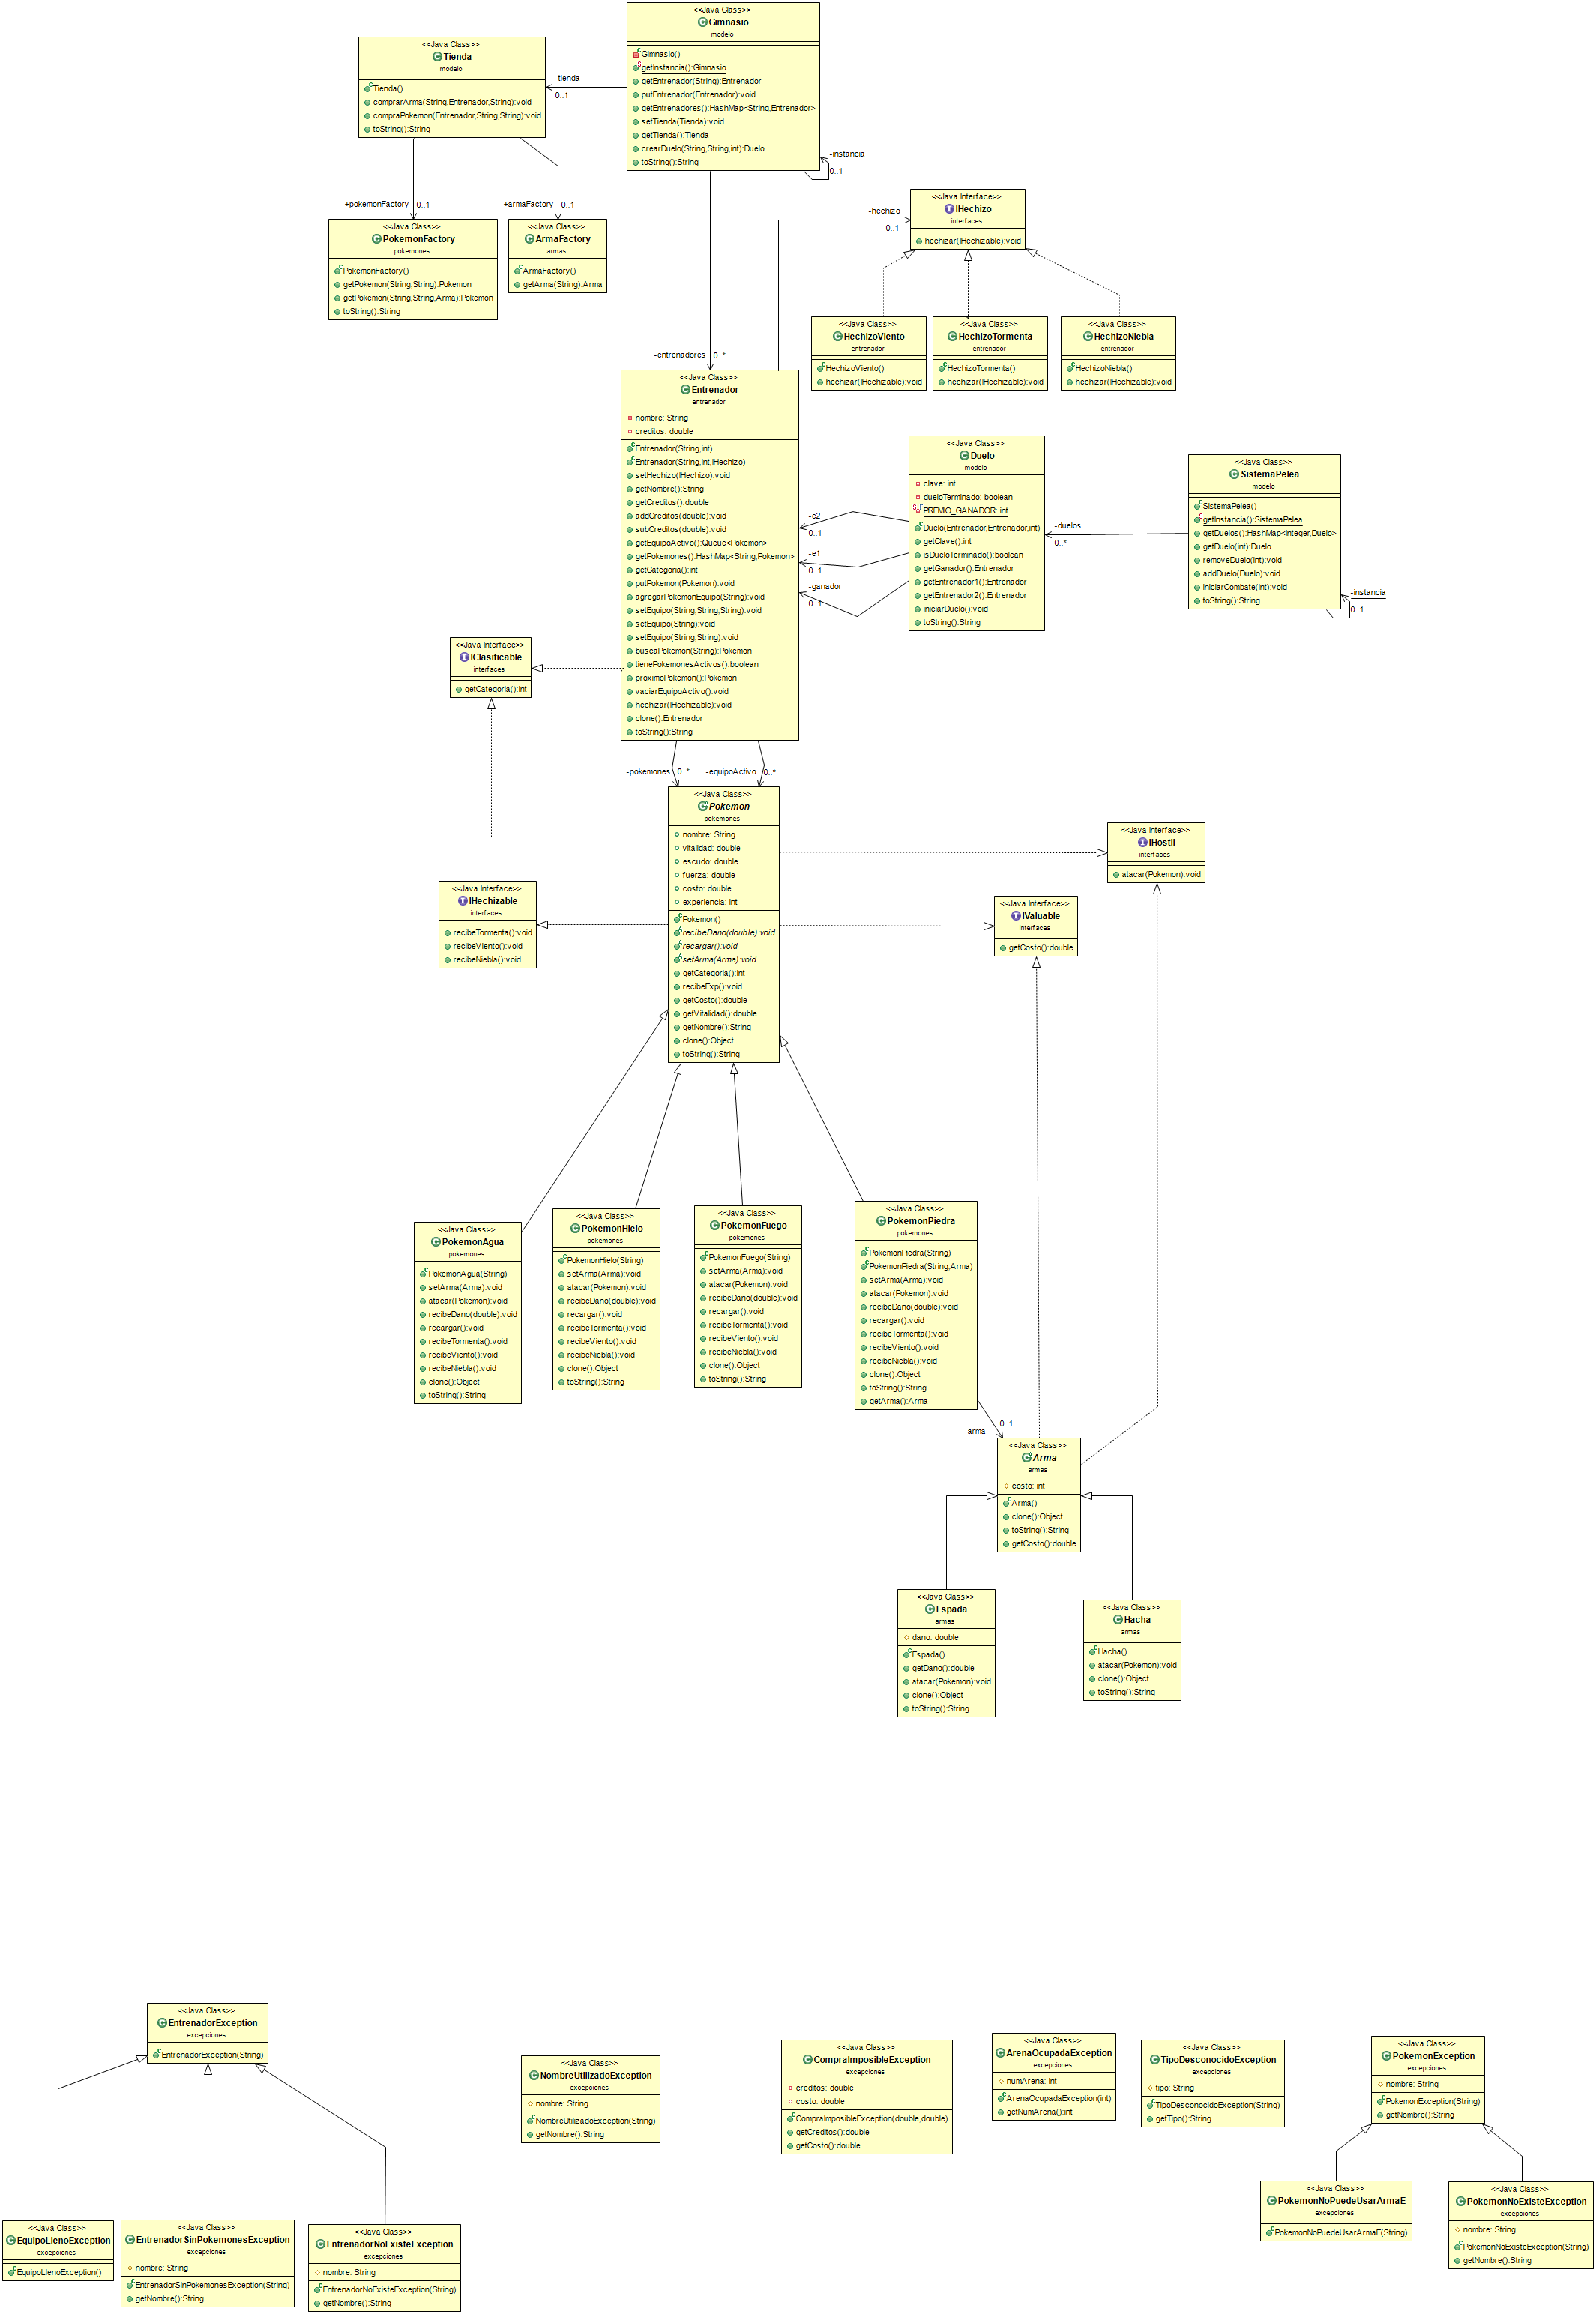 <<Java Class>>
Gimnasio
modelo
Gimnasio()
getInstancia():Gimnasio
getEntrenador(String):Entrenador
putEntrenador(Entrenador):void
getEntrenadores():HashMap<String,Entrenador>
setTienda(Tienda):void
getTienda():Tienda
crearDuelo(String,String,int):Duelo
toString():String
-instancia
0..1
<<Java Class>>
Tienda
modelo
Tienda()
comprarArma(String,Entrenador,String):void
compraPokemon(Entrenador,String,String):void
toString():String
-tienda
0..1
+pokemonFactory
0..1
+armaFactory
0..1
<<Java Class>>
PokemonFactory
pokemones
PokemonFactory()
getPokemon(String,String):Pokemon
getPokemon(String,String,Arma):Pokemon
toString():String
<<Java Class>>
ArmaFactory
armas
ArmaFactory()
getArma(String):Arma
<<Java Interface>>
IHechizo
interfaces
hechizar(IHechizable):void
-hechizo
0..1
<<Java Class>>
HechizoViento
entrenador
HechizoViento()
hechizar(IHechizable):void
<<Java Class>>
HechizoTormenta
entrenador
HechizoTormenta()
hechizar(IHechizable):void
<<Java Class>>
HechizoNiebla
entrenador
HechizoNiebla()
hechizar(IHechizable):void
-entrenadores
0..*
<<Java Class>>
Entrenador
entrenador
nombre: String
creditos: double
Entrenador(String,int)
Entrenador(String,int,IHechizo)
setHechizo(IHechizo):void
getNombre():String
getCreditos():double
addCreditos(double):void
subCreditos(double):void
getEquipoActivo():Queue<Pokemon>
getPokemones():HashMap<String,Pokemon>
getCategoria():int
putPokemon(Pokemon):void
agregarPokemonEquipo(String):void
setEquipo(String,String,String):void
setEquipo(String):void
setEquipo(String,String):void
buscaPokemon(String):Pokemon
tienePokemonesActivos():boolean
proximoPokemon():Pokemon
vaciarEquipoActivo():void
hechizar(IHechizable):void
clone():Entrenador
toString():String
<<Java Class>>
Duelo
modelo
clave: int
dueloTerminado: boolean
PREMIO_GANADOR: int
Duelo(Entrenador,Entrenador,int)
getClave():int
isDueloTerminado():boolean
getGanador():Entrenador
getEntrenador1():Entrenador
getEntrenador2():Entrenador
iniciarDuelo():void
toString():String
-e2
0..1
-e1
0..1
-ganador
0..1
<<Java Class>>
SistemaPelea
modelo
SistemaPelea()
getInstancia():SistemaPelea
getDuelos():HashMap<Integer,Duelo>
getDuelo(int):Duelo
removeDuelo(int):void
addDuelo(Duelo):void
iniciarCombate(int):void
toString():String
-duelos
0..*
-instancia
0..1
<<Java Interface>>
IClasificable
interfaces
getCategoria():int
-pokemones
0..*
-equipoActivo
0..*
<<Java Class>>
Pokemon
pokemones
nombre: String
vitalidad: double
escudo: double
fuerza: double
costo: double
experiencia: int
Pokemon()
recibeDano(double):void
recargar():void
setArma(Arma):void
getCategoria():int
recibeExp():void
getCosto():double
getVitalidad():double
getNombre():String
clone():Object
toString():String
<<Java Interface>>
IHostil
interfaces
atacar(Pokemon):void
<<Java Interface>>
IHechizable
interfaces
recibeTormenta():void
recibeViento():void
recibeNiebla():void
<<Java Interface>>
IValuable
interfaces
getCosto():double
<<Java Class>>
PokemonAgua
pokemones
PokemonAgua(String)
setArma(Arma):void
atacar(Pokemon):void
recibeDano(double):void
recargar():void
recibeTormenta():void
recibeViento():void
recibeNiebla():void
clone():Object
toString():String
<<Java Class>>
PokemonHielo
pokemones
PokemonHielo(String)
setArma(Arma):void
atacar(Pokemon):void
recibeDano(double):void
recargar():void
recibeTormenta():void
recibeViento():void
recibeNiebla():void
clone():Object
toString():String
<<Java Class>>
PokemonFuego
pokemones
PokemonFuego(String)
setArma(Arma):void
atacar(Pokemon):void
recibeDano(double):void
recargar():void
recibeTormenta():void
recibeViento():void
recibeNiebla():void
clone():Object
toString():String
<<Java Class>>
PokemonPiedra
pokemones
PokemonPiedra(String)
PokemonPiedra(String,Arma)
setArma(Arma):void
atacar(Pokemon):void
recibeDano(double):void
recargar():void
recibeTormenta():void
recibeViento():void
recibeNiebla():void
clone():Object
toString():String
getArma():Arma
-arma
0..1
<<Java Class>>
Arma
armas
costo: int
Arma()
clone():Object
toString():String
getCosto():double
<<Java Class>>
Espada
armas
dano: double
Espada()
getDano():double
atacar(Pokemon):void
clone():Object
toString():String
<<Java Class>>
Hacha
armas
Hacha()
atacar(Pokemon):void
clone():Object
toString():String
<<Java Class>>
EntrenadorException
excepciones
EntrenadorException(String)
<<Java Class>>
NombreUtilizadoException
excepciones
nombre: String
NombreUtilizadoException(String)
getNombre():String
<<Java Class>>
CompraImposibleException
excepciones
creditos: double
costo: double
CompraImposibleException(double,double)
getCreditos():double
getCosto():double
<<Java Class>>
ArenaOcupadaException
excepciones
numArena: int
ArenaOcupadaException(int)
getNumArena():int
<<Java Class>>
TipoDesconocidoException
excepciones
tipo: String
TipoDesconocidoException(String)
getTipo():String
<<Java Class>>
PokemonException
excepciones
nombre: String
PokemonException(String)
getNombre():String
<<Java Class>>
EquipoLlenoException
excepciones
EquipoLlenoException()
<<Java Class>>
EntrenadorSinPokemonesException
excepciones
nombre: String
EntrenadorSinPokemonesException(String)
getNombre():String
<<Java Class>>
EntrenadorNoExisteException
excepciones
nombre: String
EntrenadorNoExisteException(String)
getNombre():String
<<Java Class>>
PokemonNoPuedeUsarArmaE
excepciones
PokemonNoPuedeUsarArmaE(String)
<<Java Class>>
PokemonNoExisteException
excepciones
nombre: String
PokemonNoExisteException(String)
getNombre():String